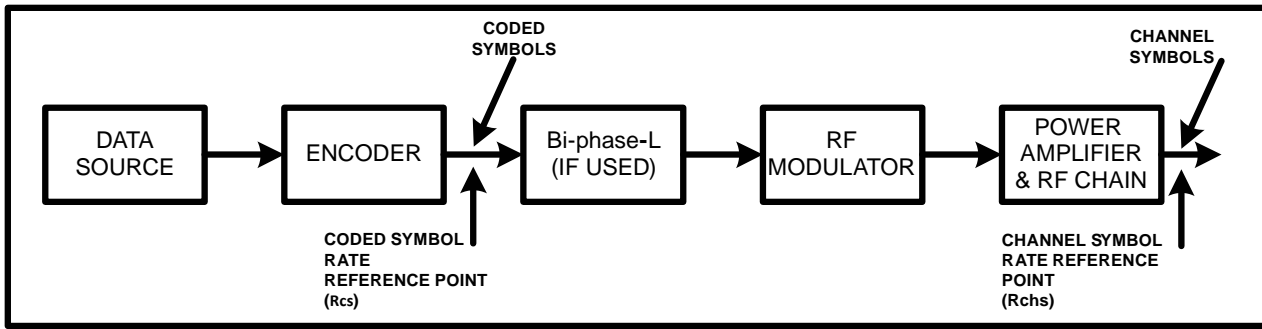 CODED
SYMBOLS
CHANNEL
SYMBOLS
DATA
SOURCE
ENCODER
Bi-phase-L
(IF USED)
RF
MODULATOR
POWER
AMPLIFIER
& RF CHAIN
CODED SYMBOL
RATE
REFERENCE POINT
(Rcs)
CHANNEL SYMBOL
RATE REFERENCE
POINT
(Rchs)